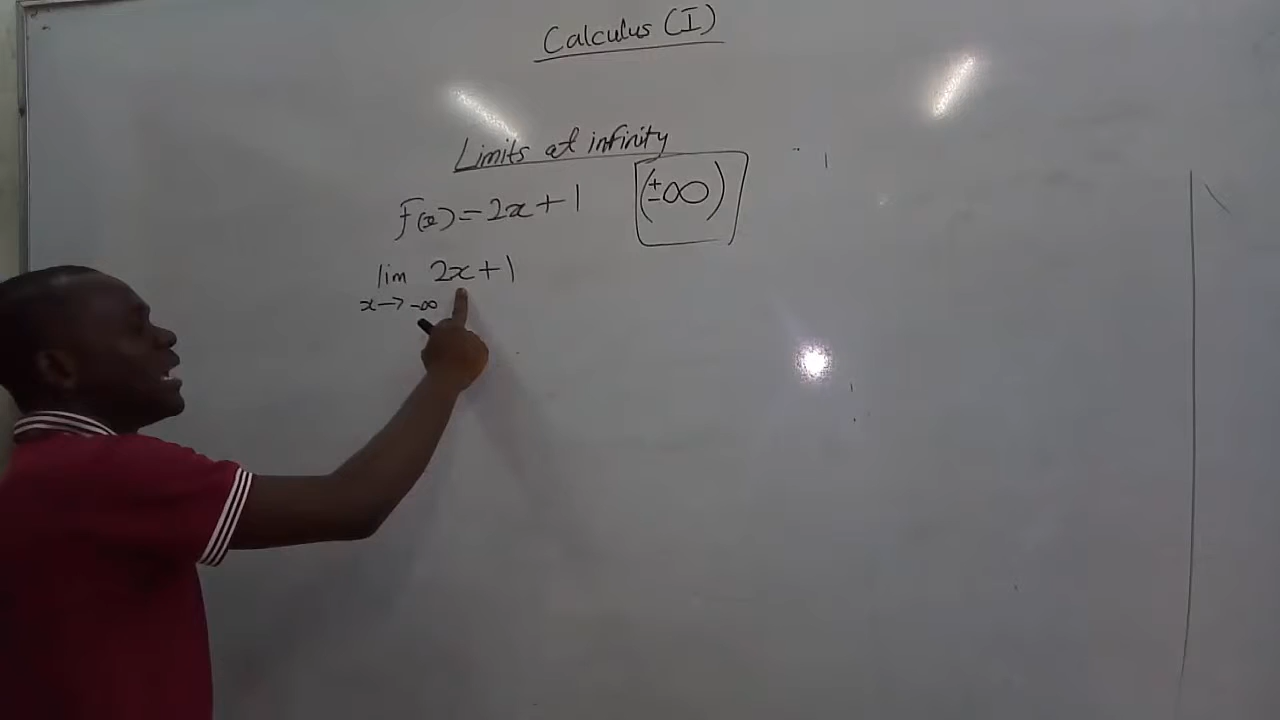 Calculus (I)
Limits at infinity
f(x) = 2x + 1 (±∞)
lim 2x + 1
x → -∞